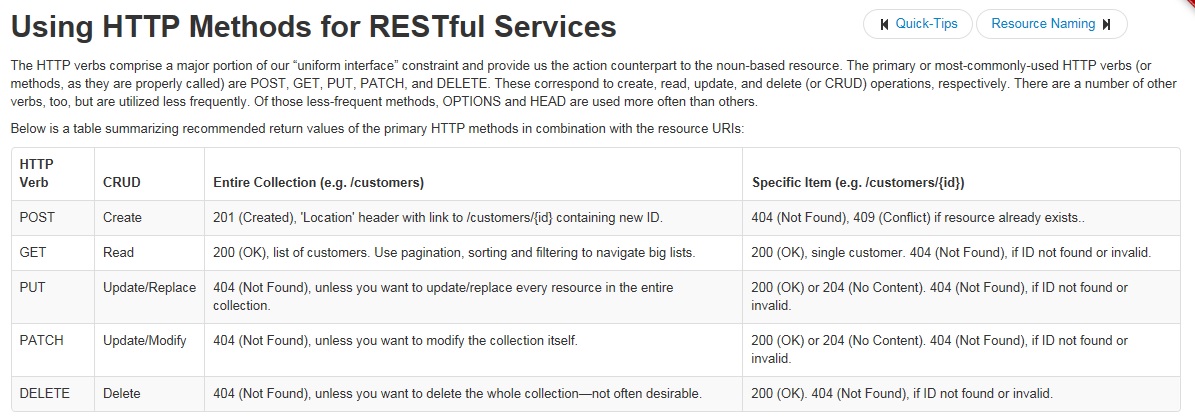 Using HTTP Methods for RESTful Services
Quick-Tips
Resource Naming
The HTTP verbs comprise a major portion of our “uniform interface” constraint and provide us the action counterpart to the noun-based resource. The primary or most-commonly-used HTTP verbs (or
methods, as they are properly called) are POST, GET, PUT, PATCH, and DELETE. These correspond to create, read, update, and delete (or CRUD) operations, respectively. There are a number of other
verbs, too, but are utilized less frequently. Of those less-frequent methods, OPTIONS and HEAD are used more often than others.
Below is a table summarizing recommended return values of the primary HTTP methods in combination with the resource URIs:
HTTP
Verb
CRUD
Entire Collection (e.g. /customers)
Specific Item (e.g. /customers/{id})
POST
Create
201 (Created), 'Location' header with link to /customers/{id} containing new ID.
404 (Not Found), 409 (Conflict) if resource already exists..
GET
Read
200 (OK), list of customers. Use pagination, sorting and filtering to navigate big lists.
200 (OK), single customer. 404 (Not Found), if ID not found or invalid.
PUT
Update/Replace
404 (Not Found), unless you want to update/replace every resource in the entire
collection.
200 (OK) or 204 (No Content). 404 (Not Found), if ID not found or
invalid.
PATCH
Update/Modify
404 (Not Found), unless you want to modify the collection itself.
200 (OK) or 204 (No Content). 404 (Not Found), if ID not found or
invalid.
DELETE
Delete
404 (Not Found), unless you want to delete the whole collection—not often desirable.
200 (OK). 404 (Not Found), if ID not found or invalid.